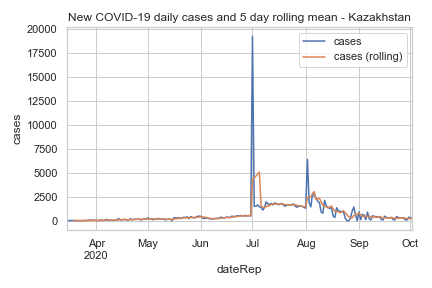 New COVID-19 daily cases and 5 day rolling mean - Kazakhstan
cases
cases (rolling)
cases
20000
17500
15000
12500
10000
7500
5000
2500
0
Apr
2020
May
Jun
Jul
Aug
Sep
Oct
dateRep